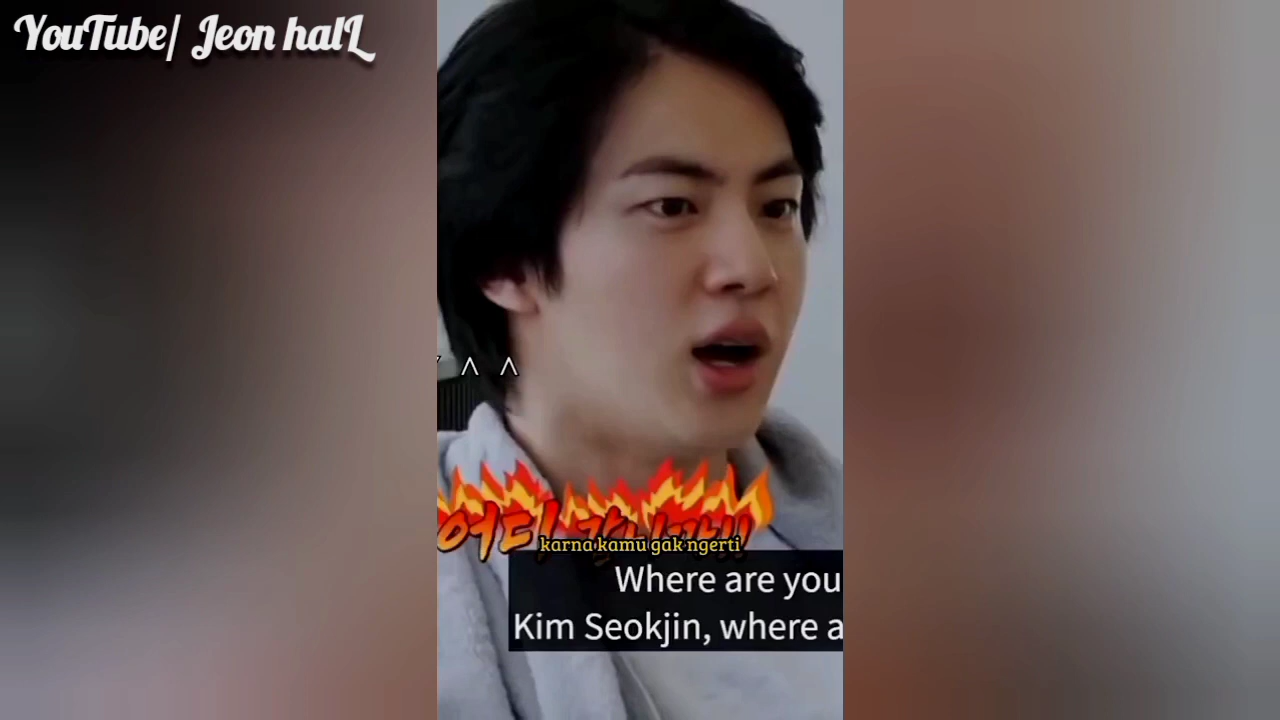 YouTube/ Jeon halL
^ ^
karna kamu gak ngerti
Where are you
Kim Seokjin, where a